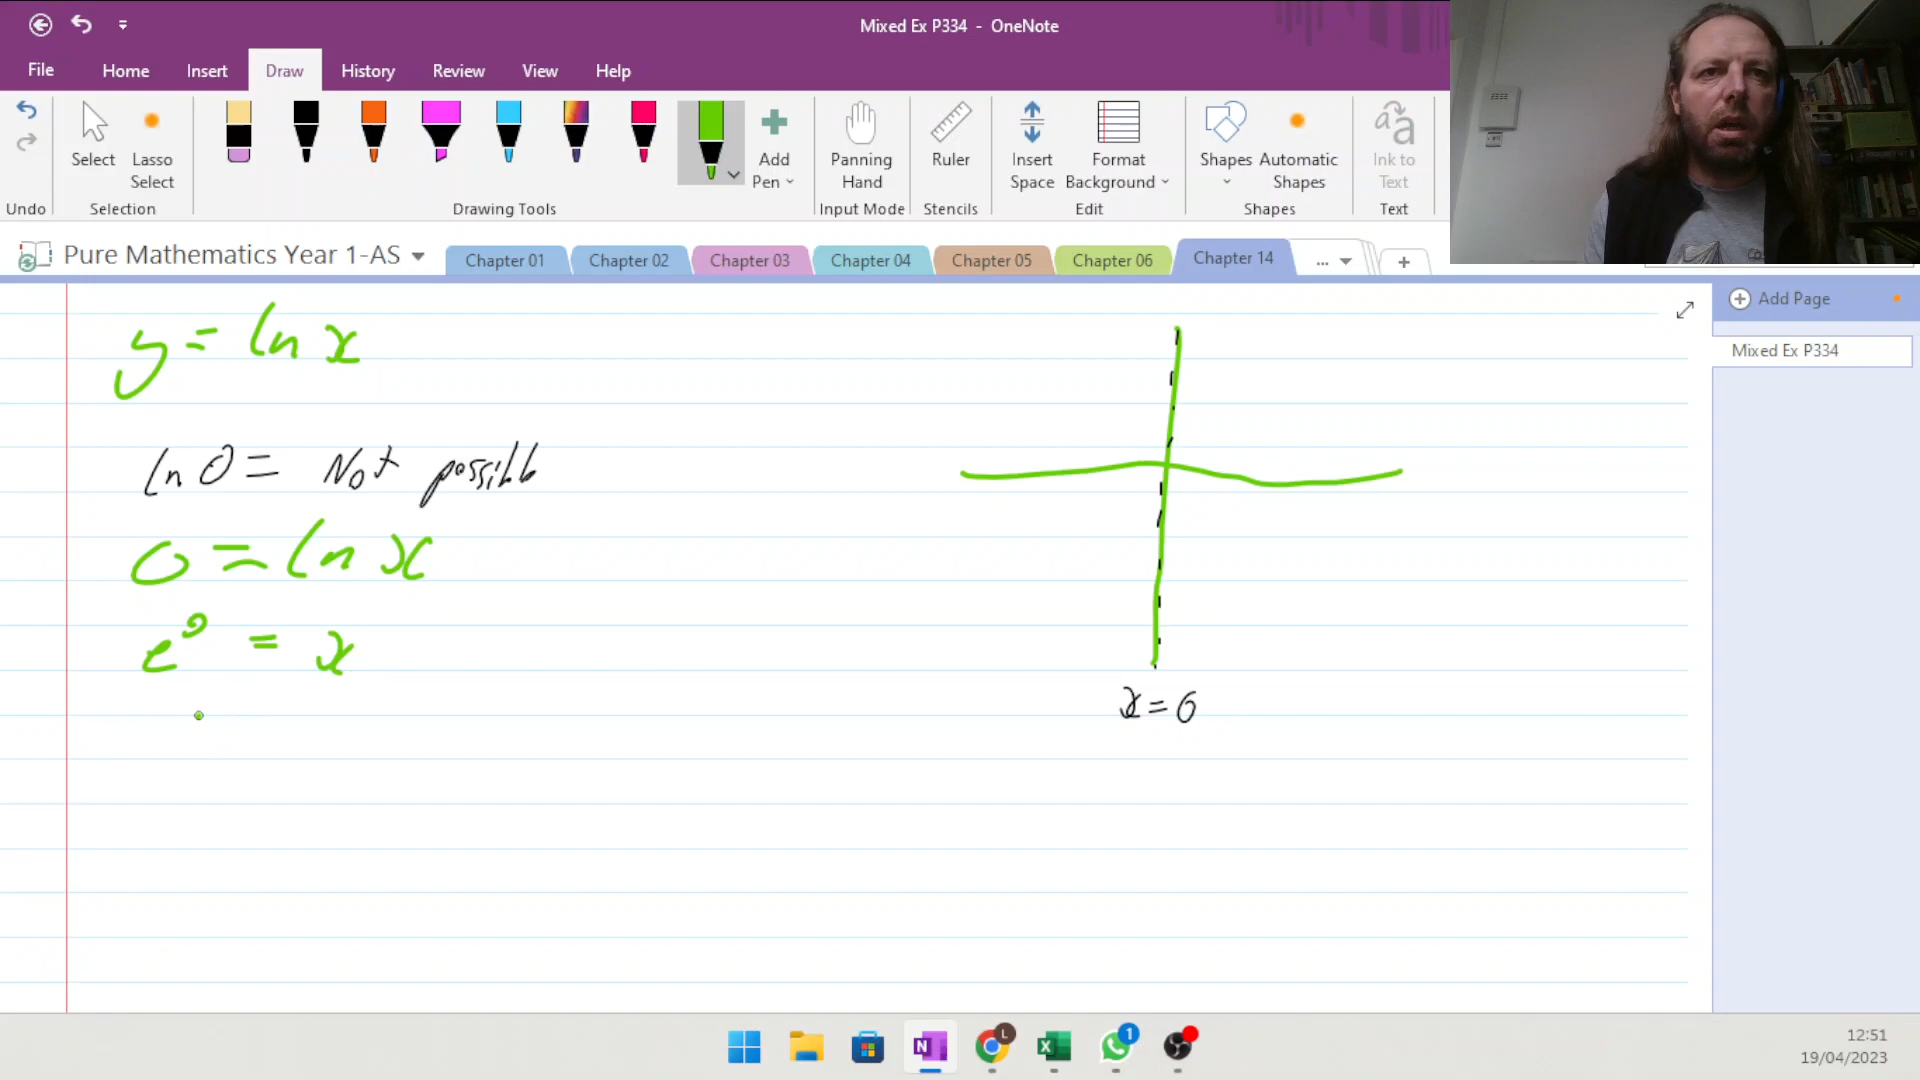 Mixed Ex P334 - OneNote
File Home Insert Draw History Review View Help
Select Lasso Select Add Pen Panning Hand Ruler Insert Space Format Background Shapes Automatic Shapes Ink to Text
Undo Selection Drawing Tools Input Mode Stencils Edit Shapes Text
Pure Mathematics Year 1-AS Chapter 01 Chapter 02 Chapter 03 Chapter 04 Chapter 05 Chapter 06 Chapter 14 ...
Add Page
Mixed Ex P334
y = ln x
ln 0 = Not possible
0 = ln x
e⁰ = x
x = 0
L
1
12:51
19/04/2023